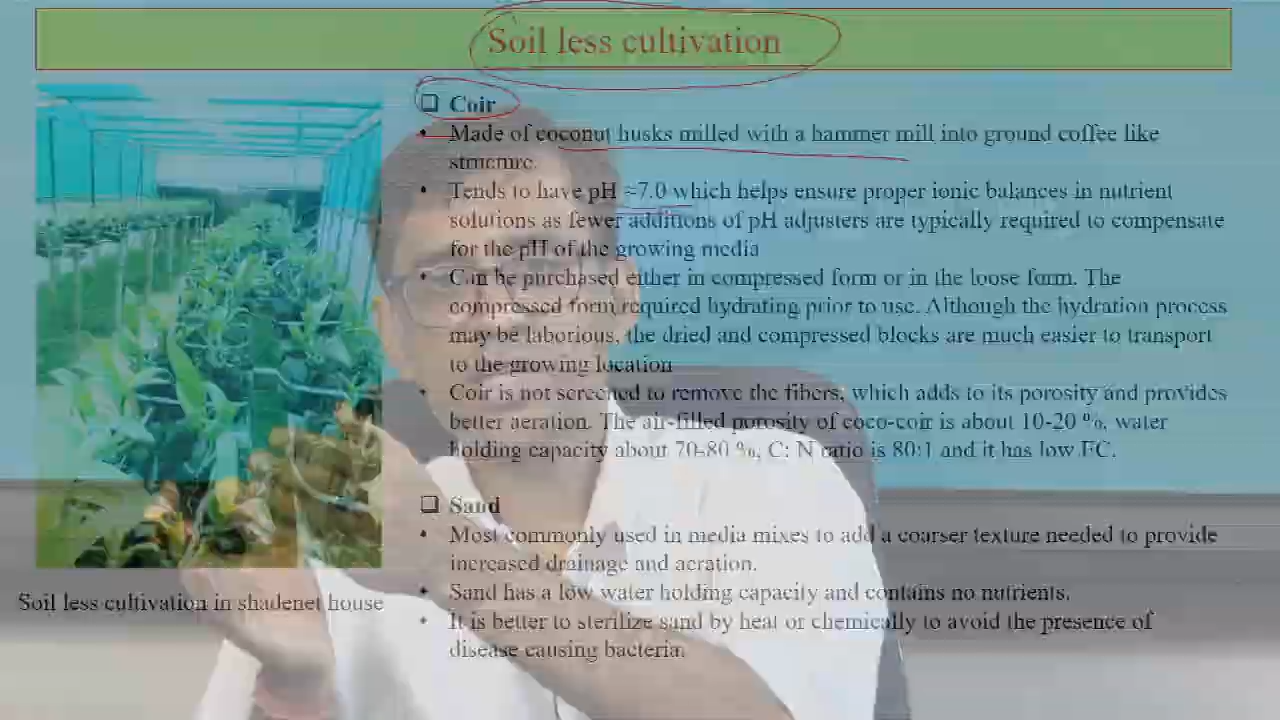 Soil less cultivation
❑ Coir
• Made of coconut husks milled with a hammer mill into ground coffee like
structure.
• Tends to have pH ≈7.0 which helps ensure proper ionic balances in nutrient
solutions as fewer additions of pH adjusters are typically required to compensate
for the pH of the growing media
• Can be purchased either in compressed form or in the loose form. The
compressed form required hydrating prior to use. Although the hydration process
may be laborious, the dried and compressed blocks are much easier to transport
to the growing location
• Coir is not screened to remove the fibers, which adds to its porosity and provides
better aeration. The air-filled porosity of coco-coir is about 10-20 %, water
holding capacity about 70-80 %, C: N ratio is 80:1 and it has low EC.
❑ Sand
• Most commonly used in media mixes to add a courser texture needed to provide
increased drainage and aeration.
• Sand has a low water holding capacity and contains no nutrients.
• It is better to sterilize sand by heat or chemically to avoid the presence of
disease causing bacteria.
Soil less cultivation in shadenet house